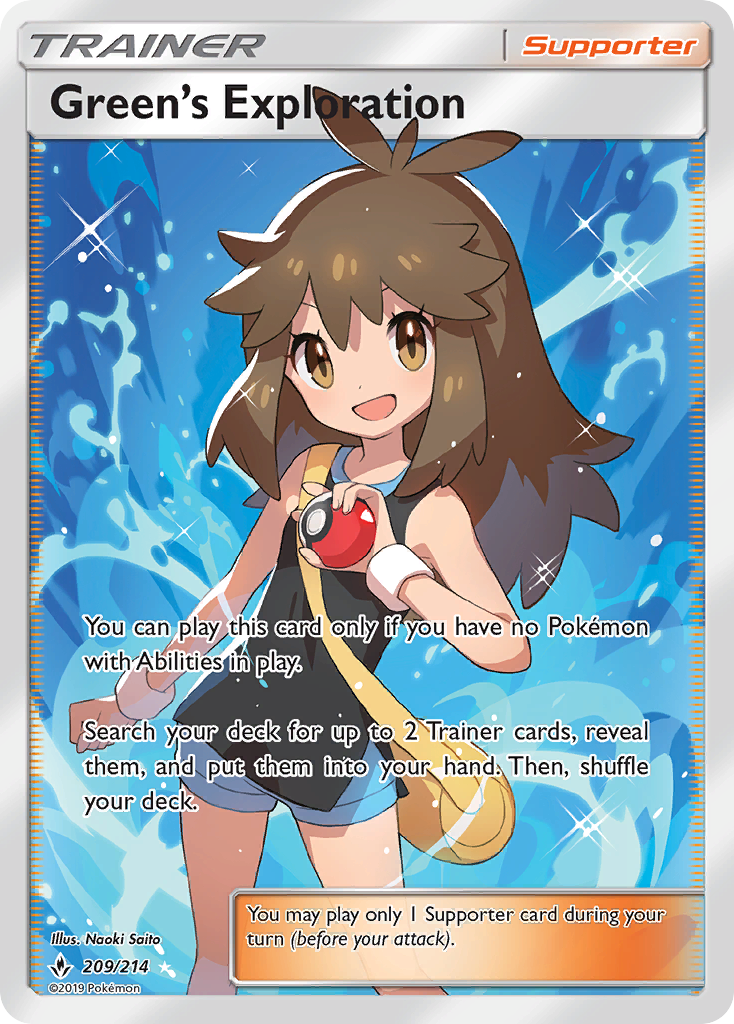 TRAINER
Supporter
Green's Exploration
You can play this card only if you have no Pokémon
with Abilities in play.
Search your deck for up to 2 Trainer cards, reveal
them, and put them into your hand. Then, shuffle
your deck.
You may play only 1 Supporter card during your
turn (before your attack).
Illus. Naoki Saito
209/214
©2019 Pokémon